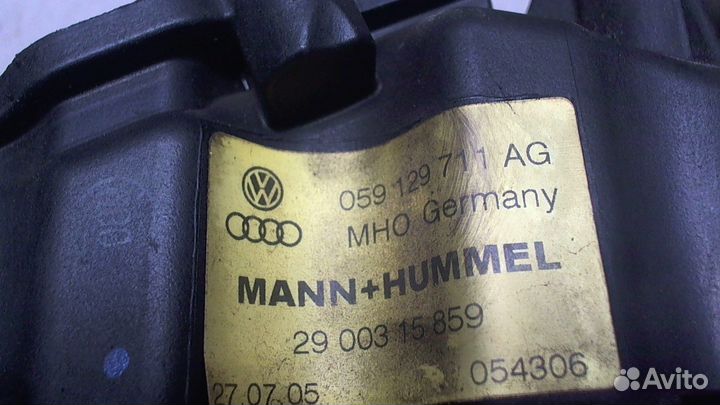 059 129 711 AG
MHO Germany
MANN+HUMMEL
29 003 15 859
27.07.05 054306
Avito